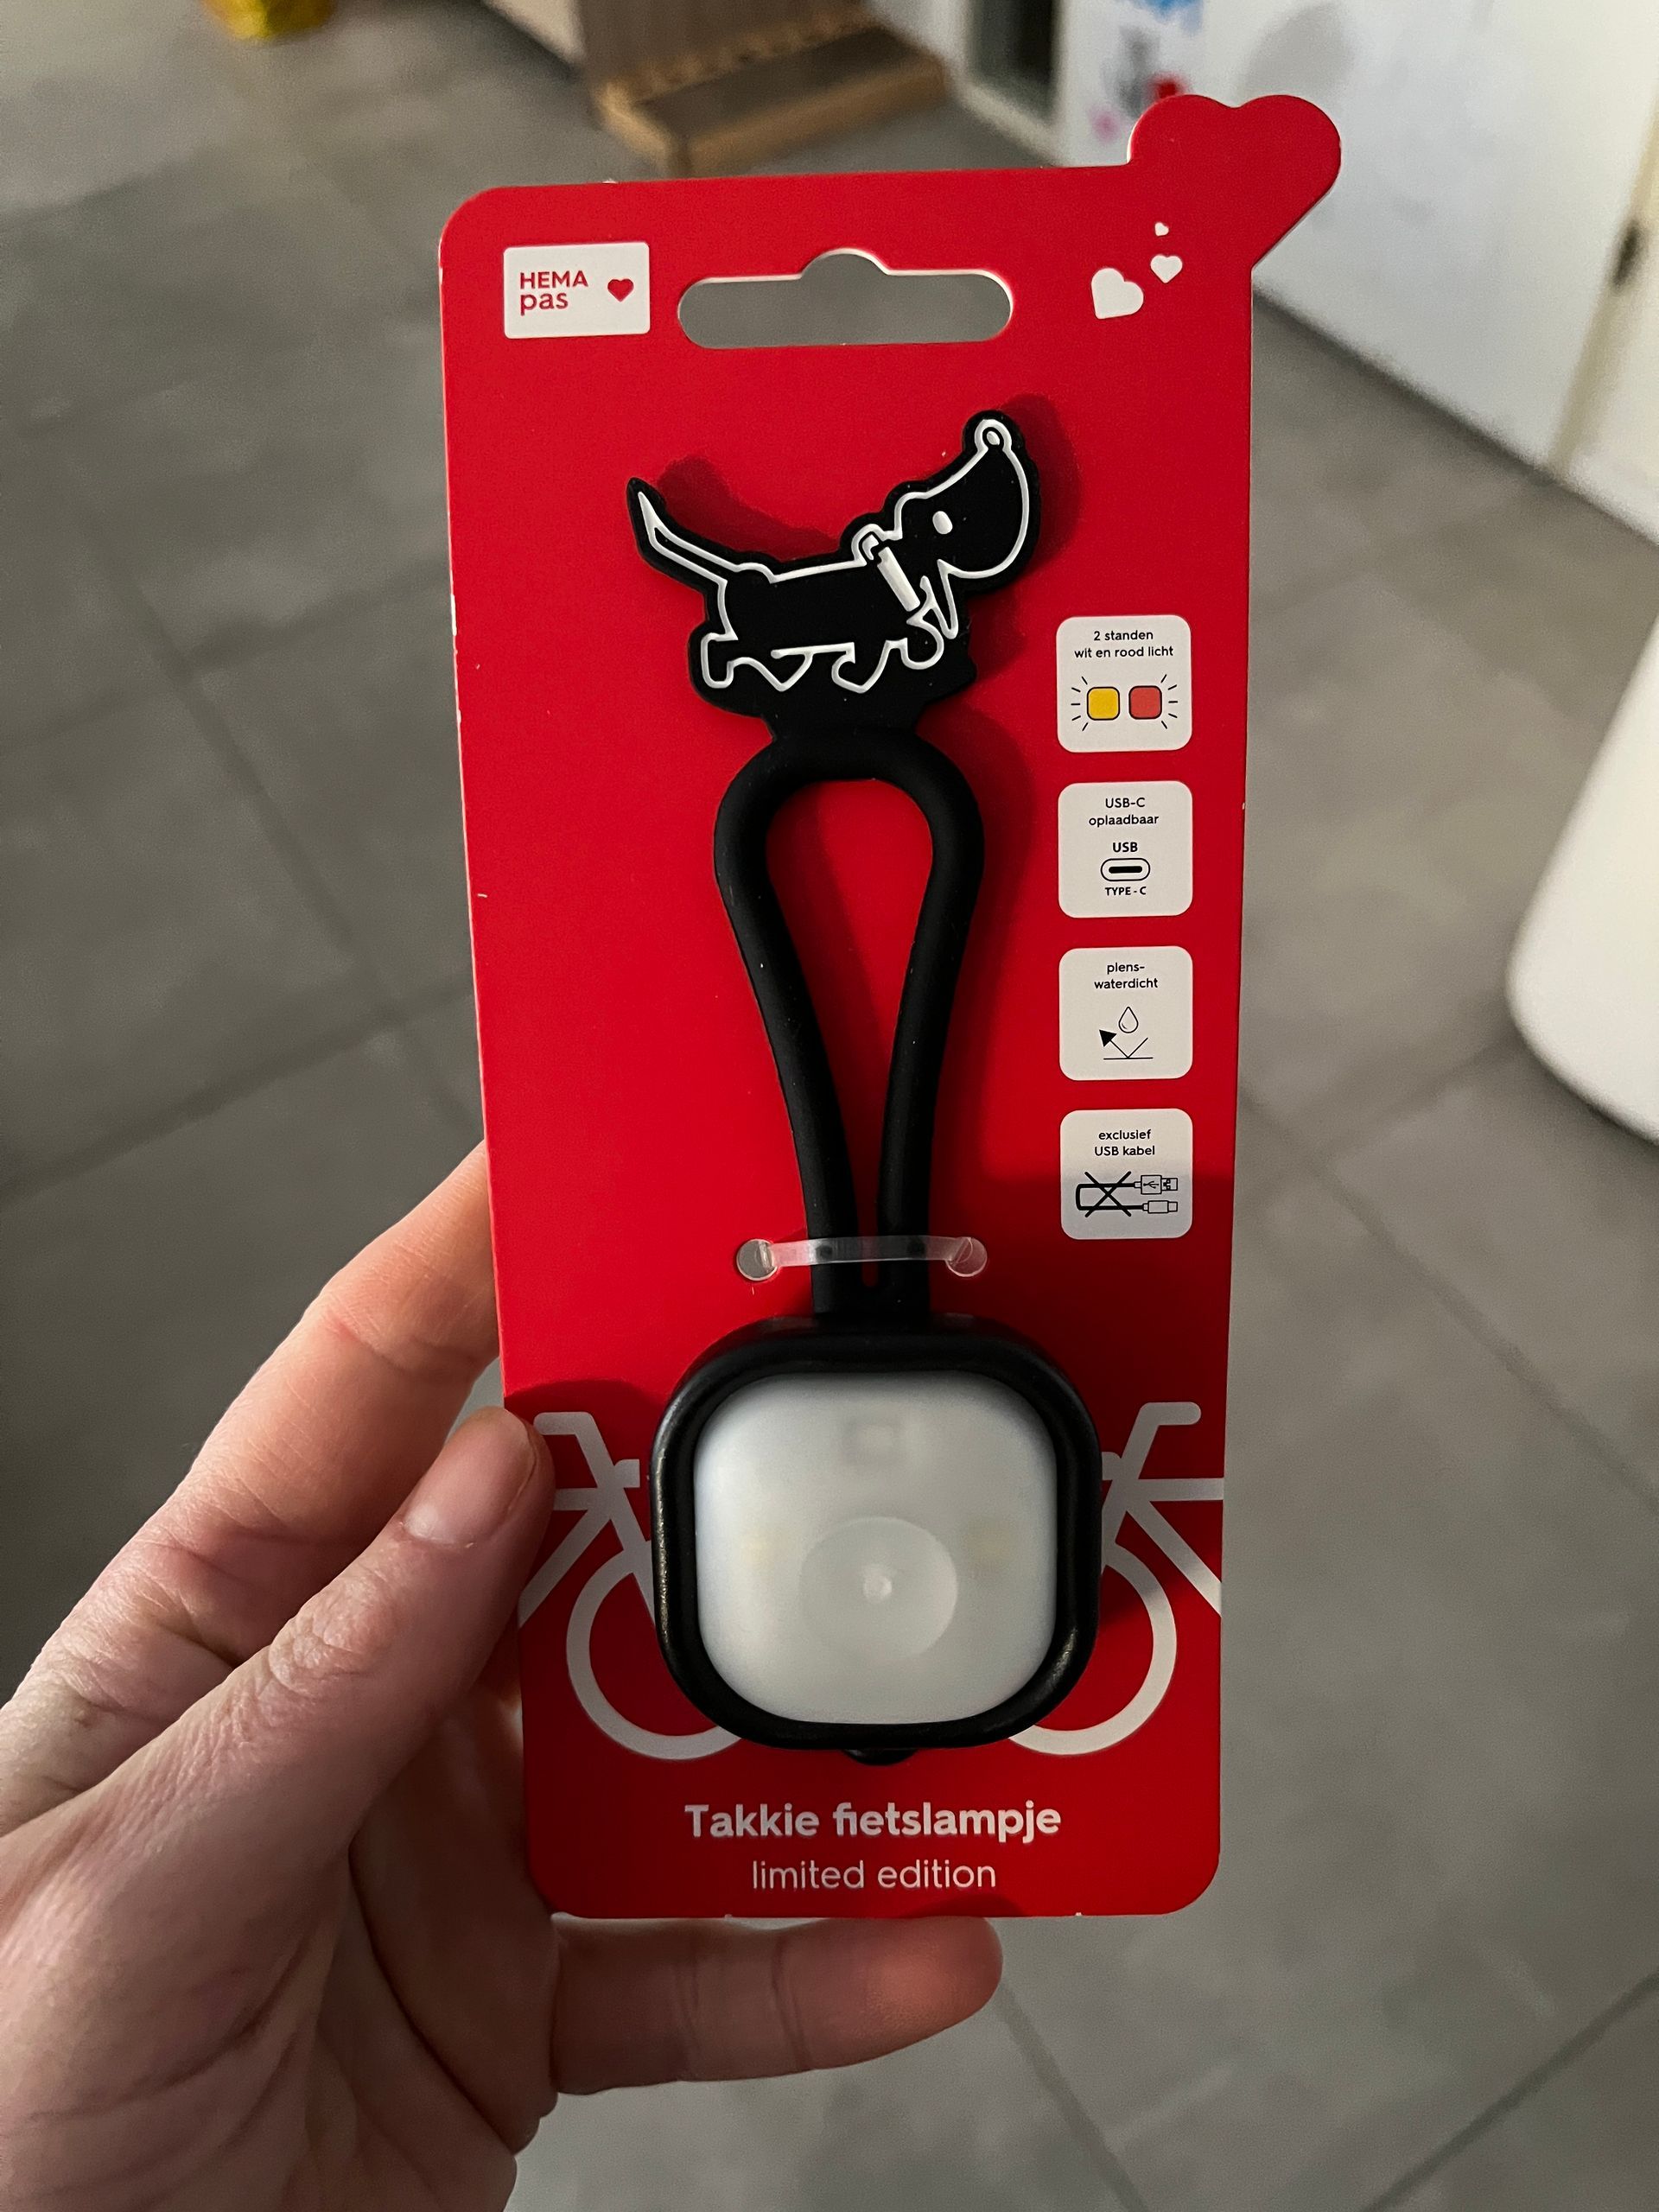 HEMA
pas
2 standen
wit en rood licht
USB-C
oplaadbaar
USB
TYPE-C
plens-
waterdicht
exclusief
USB kabel
Takkie fietslampje
limited edition